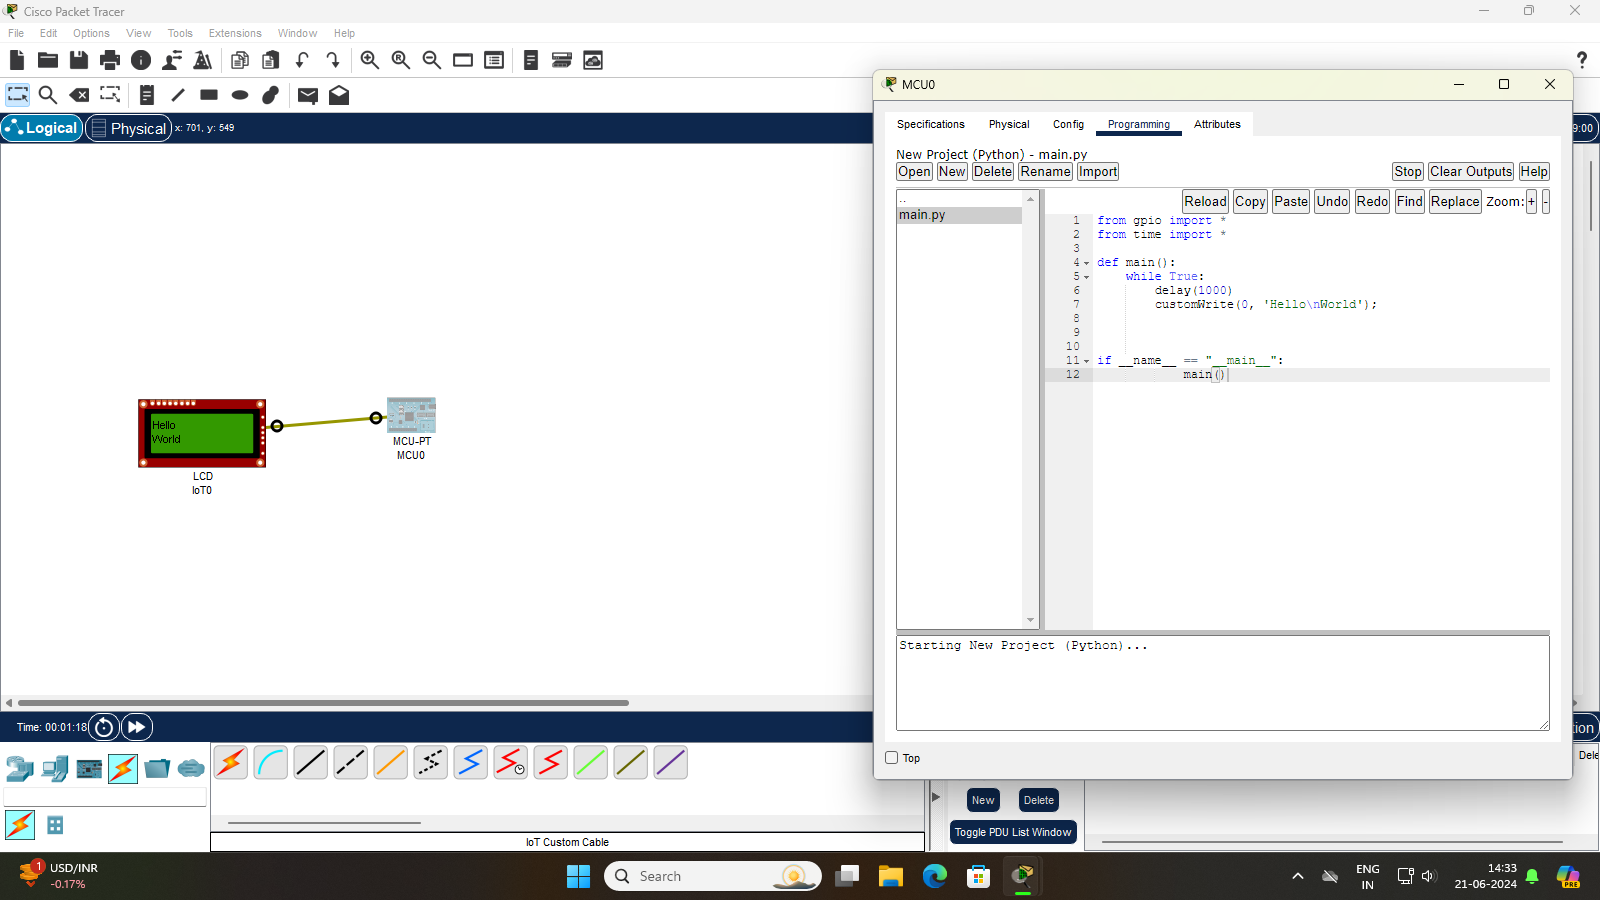 Cisco Packet Tracer
File Edit Options View Tools Extensions Window Help
Logical Physical x: 701, y: 549
9:00
MCU0
Specifications Physical Config Programming Attributes
New Project (Python) - main.py
Open New Delete Rename Import Stop Clear Outputs Help
Reload Copy Paste Undo Redo Find Replace Zoom: + -
..
main.py
1 from gpio import *
2 from time import *
3
4 def main():
5 while True:
6 delay(1000)
7 customWrite(0, 'Hello\nWorld');
8
9
10
11 if __name__ == "__main__":
12 main()
Hello
World
LCD
IoT0
MCU-PT
MCU0
Starting New Project (Python)...
Top
Time: 00:01:18
tion
Dele
New Delete
Toggle PDU List Window
IoT Custom Cable
1
USD/INR
-0.17%
Search
ENG
IN
14:33
21-06-2024
PRE